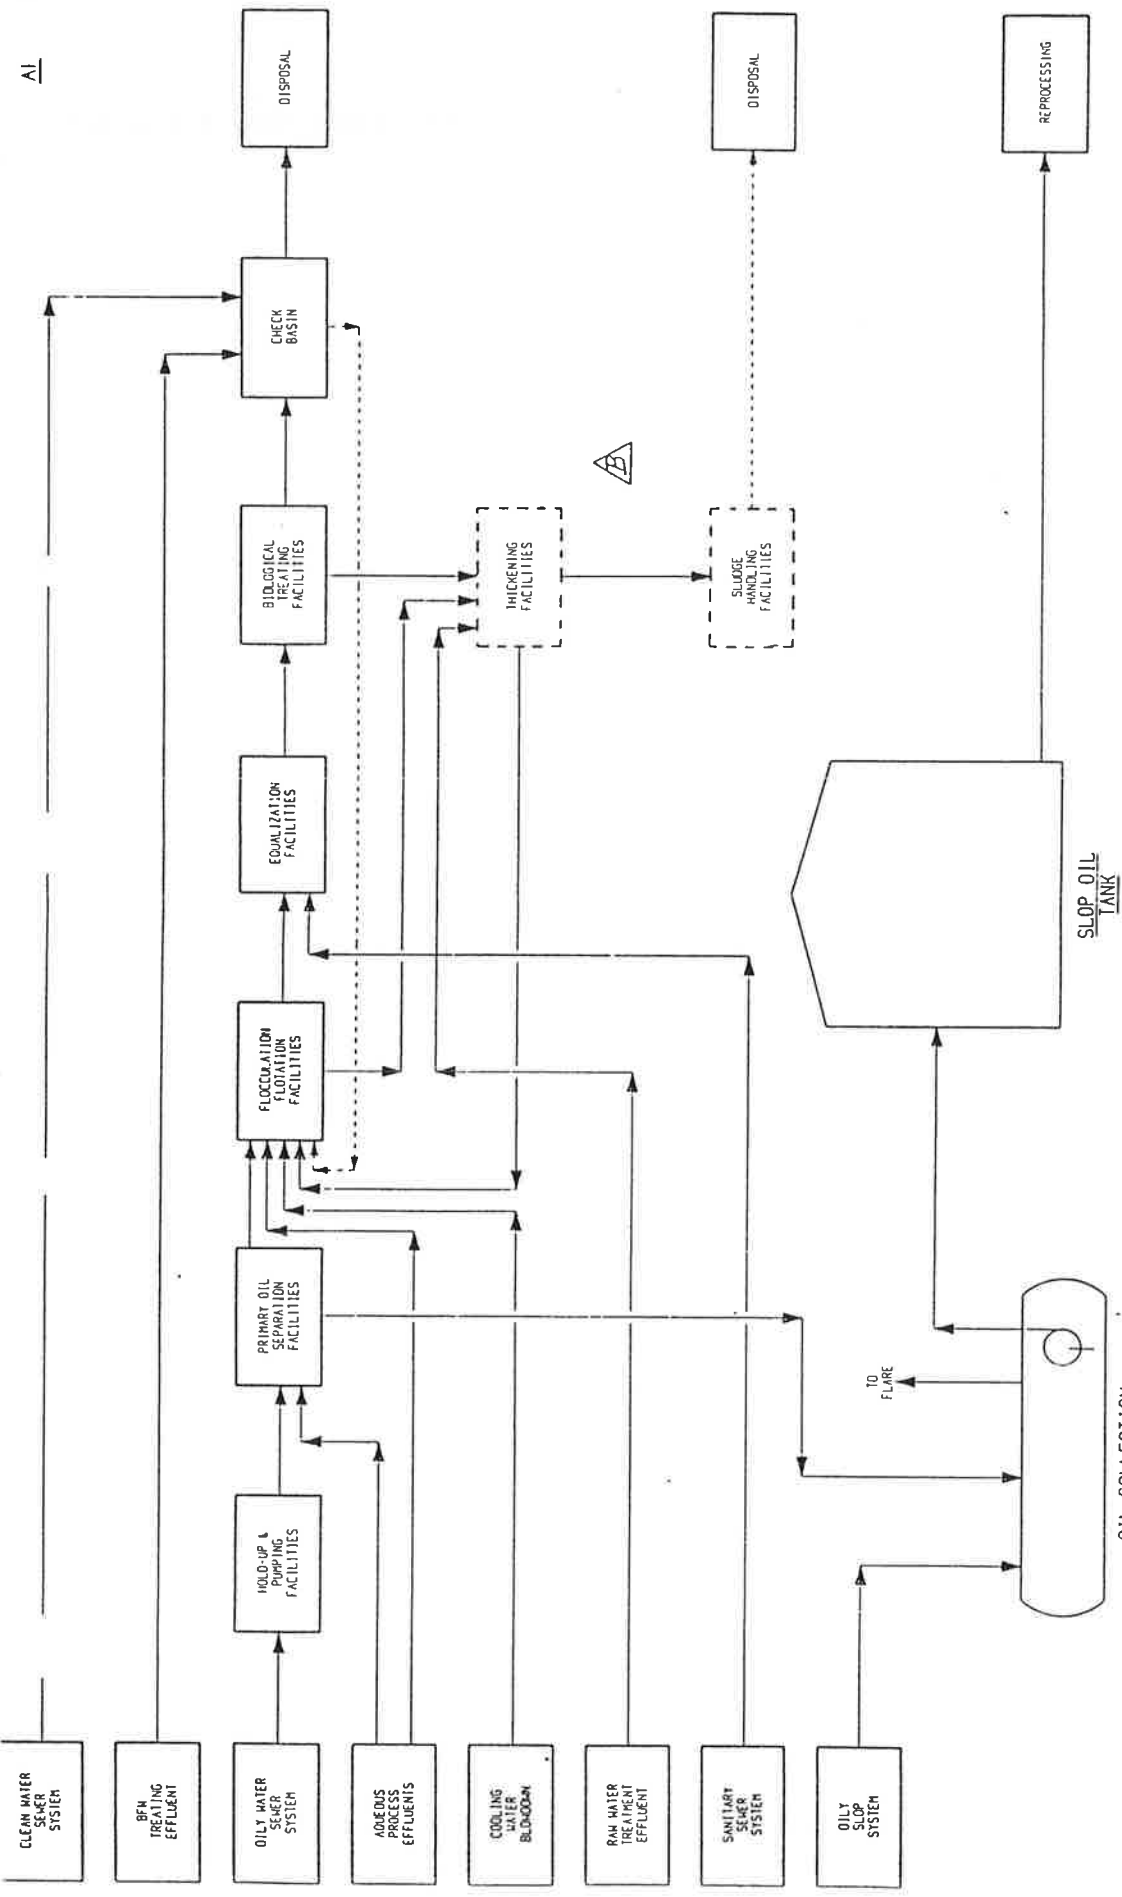 CLEAN WATER
SEWER
SYSTEM
BFW
TREATING
EFFLUENT
OILY WATER
SEWER
SYSTEM
AQUEOUS
PROCESS
EFFLUENTS
COOLING
WATER
BLOWDOWN
RAW WATER
TREATMENT
EFFLUENT
SANITARY
SEWER
SYSTEM
OILY
SLOP
SYSTEM
HOLD-UP &
PUMPING
FACILITIES
PRIMARY OIL
SEPARATION
FACILITIES
FLOCCULATION
FLOTATION
FACILITIES
EQUALIZATION
FACILITIES
BIOLOGICAL
TREATING
FACILITIES
CHECK
BASIN
DISPOSAL
THICKENING
FACILITIES
SLUDGE
HANDLING
FACILITIES
DISPOSAL
B
TO
FLARE
SLOP OIL
TANK
REPROCESSING
OIL COLLECTION